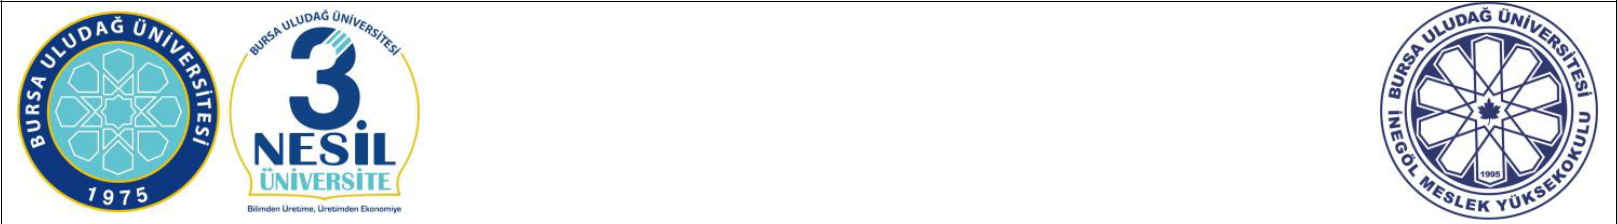 BURSA ULUDAĞ ÜNİVERSİTESİ
1975
BURSA ULUDAĞ ÜNİVERSİTESİ
3
NESİL
ÜNİVERSİTE
Bilimden Üretime, Üretimden Ekonomiye
BURSA ULUDAĞ ÜNİVERSİTESİ
İNEGÖL MESLEK YÜKSEKOKULU
1995